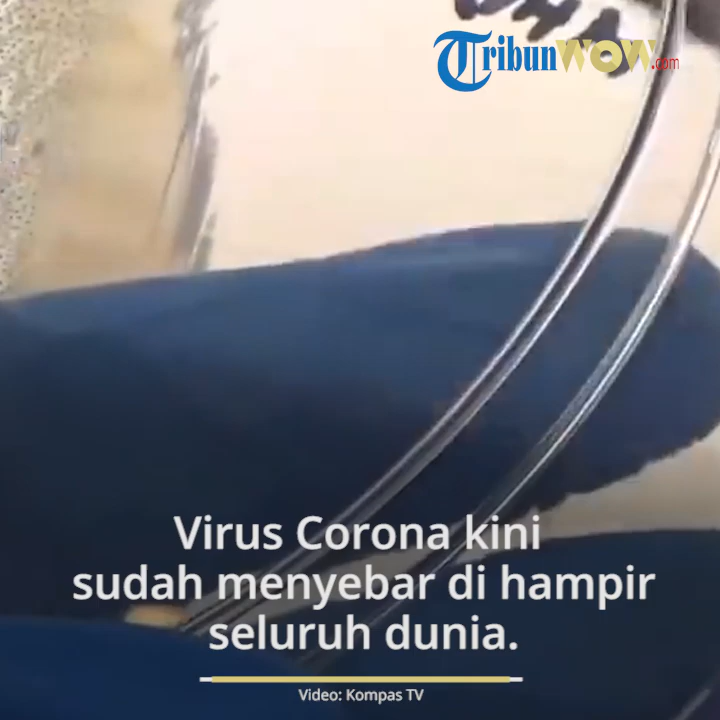 TribunWOW.com
Virus Corona kini
sudah menyebar di hampir
seluruh dunia.
Video: Kompas TV